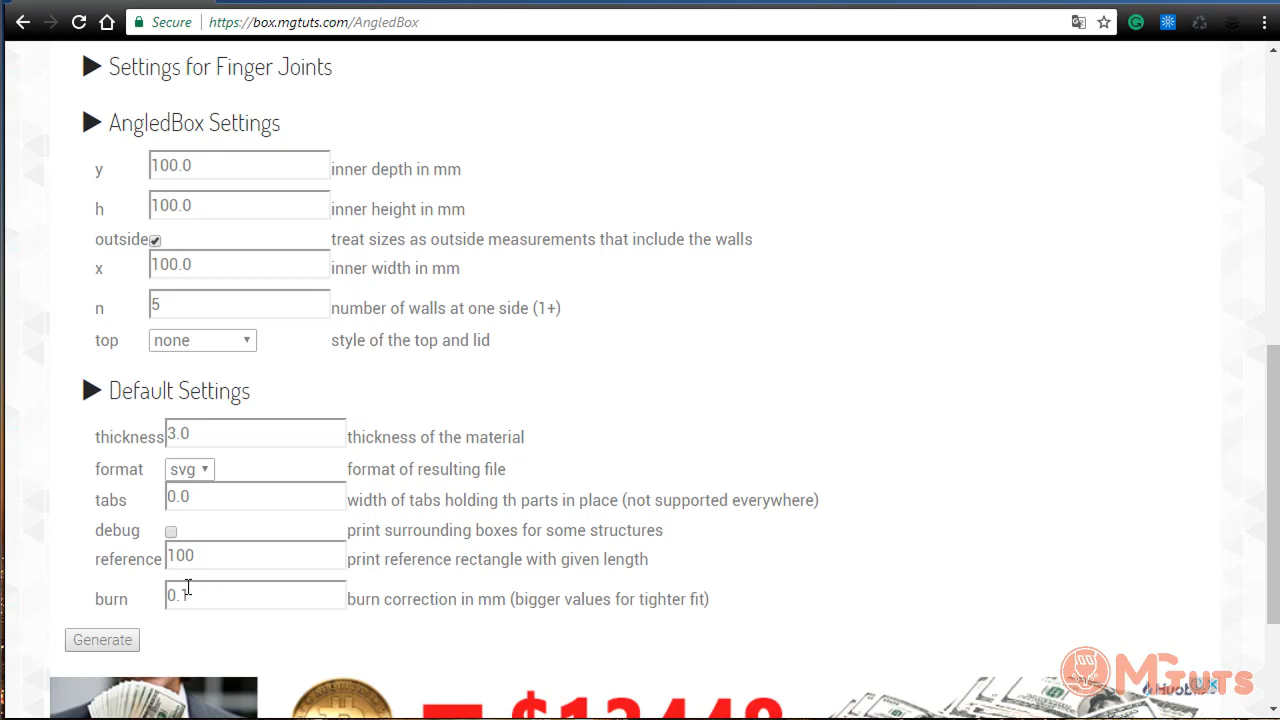 Secure https://box.mgtuts.com/AngledBox
Settings for Finger Joints
AngledBox Settings
y 100.0 inner depth in mm
h 100.0 inner height in mm
outside treat sizes as outside measurements that include the walls
x 100.0 inner width in mm
n 5 number of walls at one side (1+)
top none style of the top and lid
Default Settings
thickness 3.0 thickness of the material
format svg format of resulting file
tabs 0.0 width of tabs holding th parts in place (not supported everywhere)
debug print surrounding boxes for some structures
reference 100 print reference rectangle with given length
burn 0.1 burn correction in mm (bigger values for tighter fit)
Generate
MGTUTS